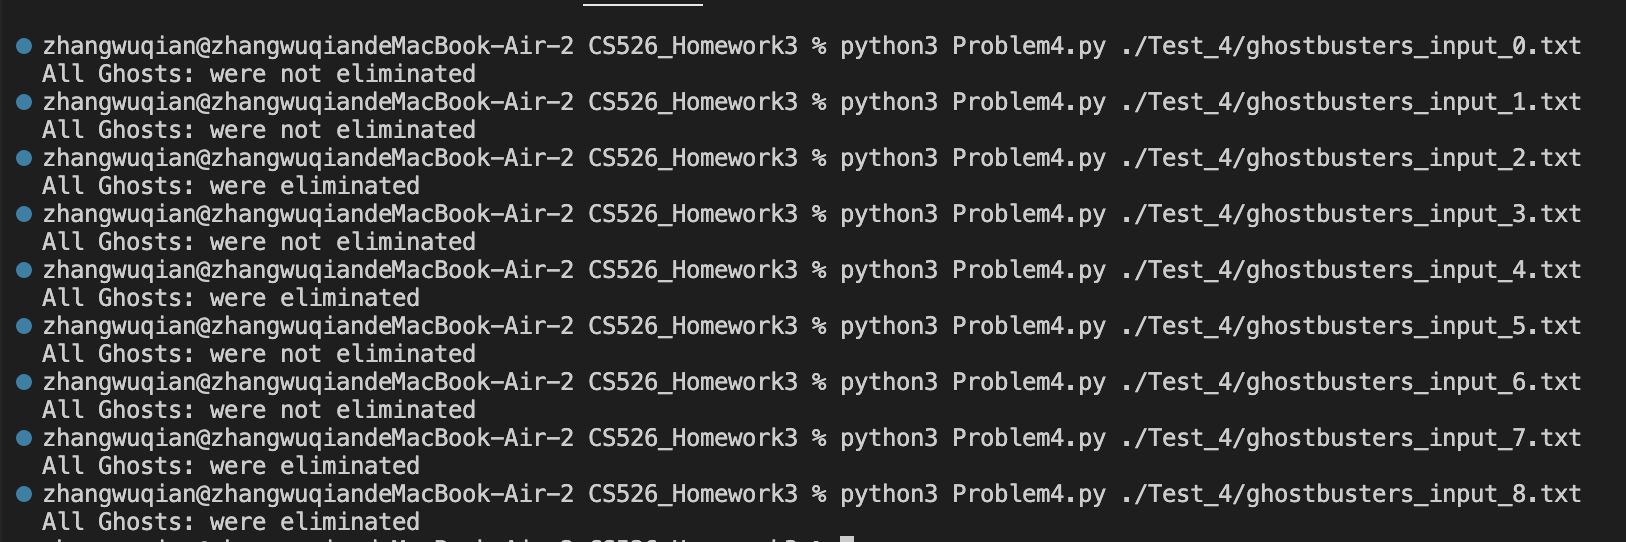 zhangwuqian@zhangwuqiandeMacBook-Air-2 CS526_Homework3 % python3 Problem4.py ./Test_4/ghostbusters_input_0.txt
All Ghosts: were not eliminated
zhangwuqian@zhangwuqiandeMacBook-Air-2 CS526_Homework3 % python3 Problem4.py ./Test_4/ghostbusters_input_1.txt
All Ghosts: were not eliminated
zhangwuqian@zhangwuqiandeMacBook-Air-2 CS526_Homework3 % python3 Problem4.py ./Test_4/ghostbusters_input_2.txt
All Ghosts: were eliminated
zhangwuqian@zhangwuqiandeMacBook-Air-2 CS526_Homework3 % python3 Problem4.py ./Test_4/ghostbusters_input_3.txt
All Ghosts: were not eliminated
zhangwuqian@zhangwuqiandeMacBook-Air-2 CS526_Homework3 % python3 Problem4.py ./Test_4/ghostbusters_input_4.txt
All Ghosts: were eliminated
zhangwuqian@zhangwuqiandeMacBook-Air-2 CS526_Homework3 % python3 Problem4.py ./Test_4/ghostbusters_input_5.txt
All Ghosts: were not eliminated
zhangwuqian@zhangwuqiandeMacBook-Air-2 CS526_Homework3 % python3 Problem4.py ./Test_4/ghostbusters_input_6.txt
All Ghosts: were not eliminated
zhangwuqian@zhangwuqiandeMacBook-Air-2 CS526_Homework3 % python3 Problem4.py ./Test_4/ghostbusters_input_7.txt
All Ghosts: were eliminated
zhangwuqian@zhangwuqiandeMacBook-Air-2 CS526_Homework3 % python3 Problem4.py ./Test_4/ghostbusters_input_8.txt
All Ghosts: were eliminated